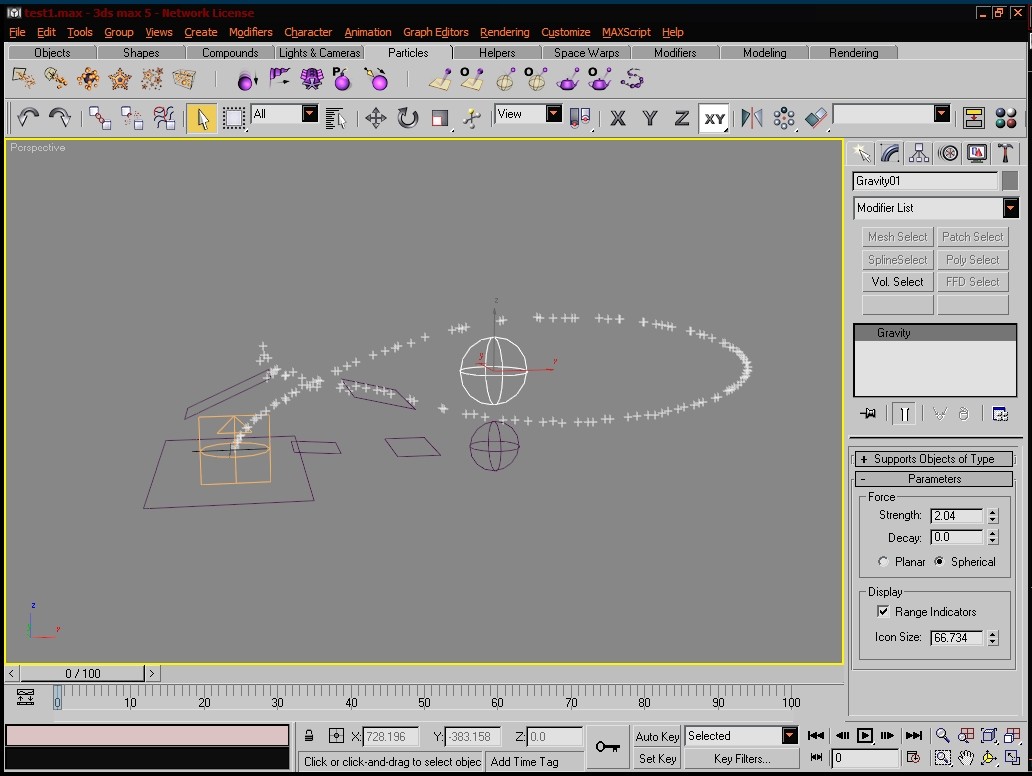 test1.max - 3ds max 5 - Network License
File Edit Tools Group Views Create Modifiers Character Animation Graph Editors Rendering Customize MAXScript Help
Objects Shapes Compounds Lights & Cameras Particles Helpers Space Warps Modifiers Modeling Rendering
All View X Y Z XY
Perspective
Gravity01
Modifier List
Mesh Select Patch Select
SplineSelect Poly Select
Vol. Select FFD Select
Gravity
+ Supports Objects of Type
- Parameters
Force
Strength: 2.04
Decay: 0.0
Planar Spherical
Display
Range Indicators
Icon Size: 66.734
z
z
< 0 / 100 >
0 10 20 30 40 50 60 70 80 90 100
X: 728.196 Y: -383.158 Z: 0.0 Auto Key Selected
Click or click-and-drag to select objec Add Time Tag Set Key Key Filters... 0